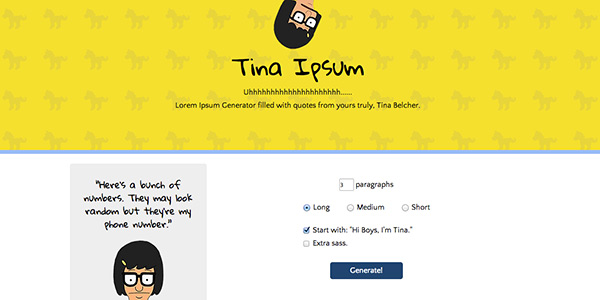 Tina Ipsum
Uhhhhhhhhhhhhhhhhhhhh......
Lorem Ipsum Generator filled with quotes from yours truly, Tina Belcher.
"Here's a bunch of
numbers. They may look
random but they're my
phone number."
3 paragraphs
Long Medium Short
Start with: "Hi Boys, I'm Tina."
Extra sass.
Generate!